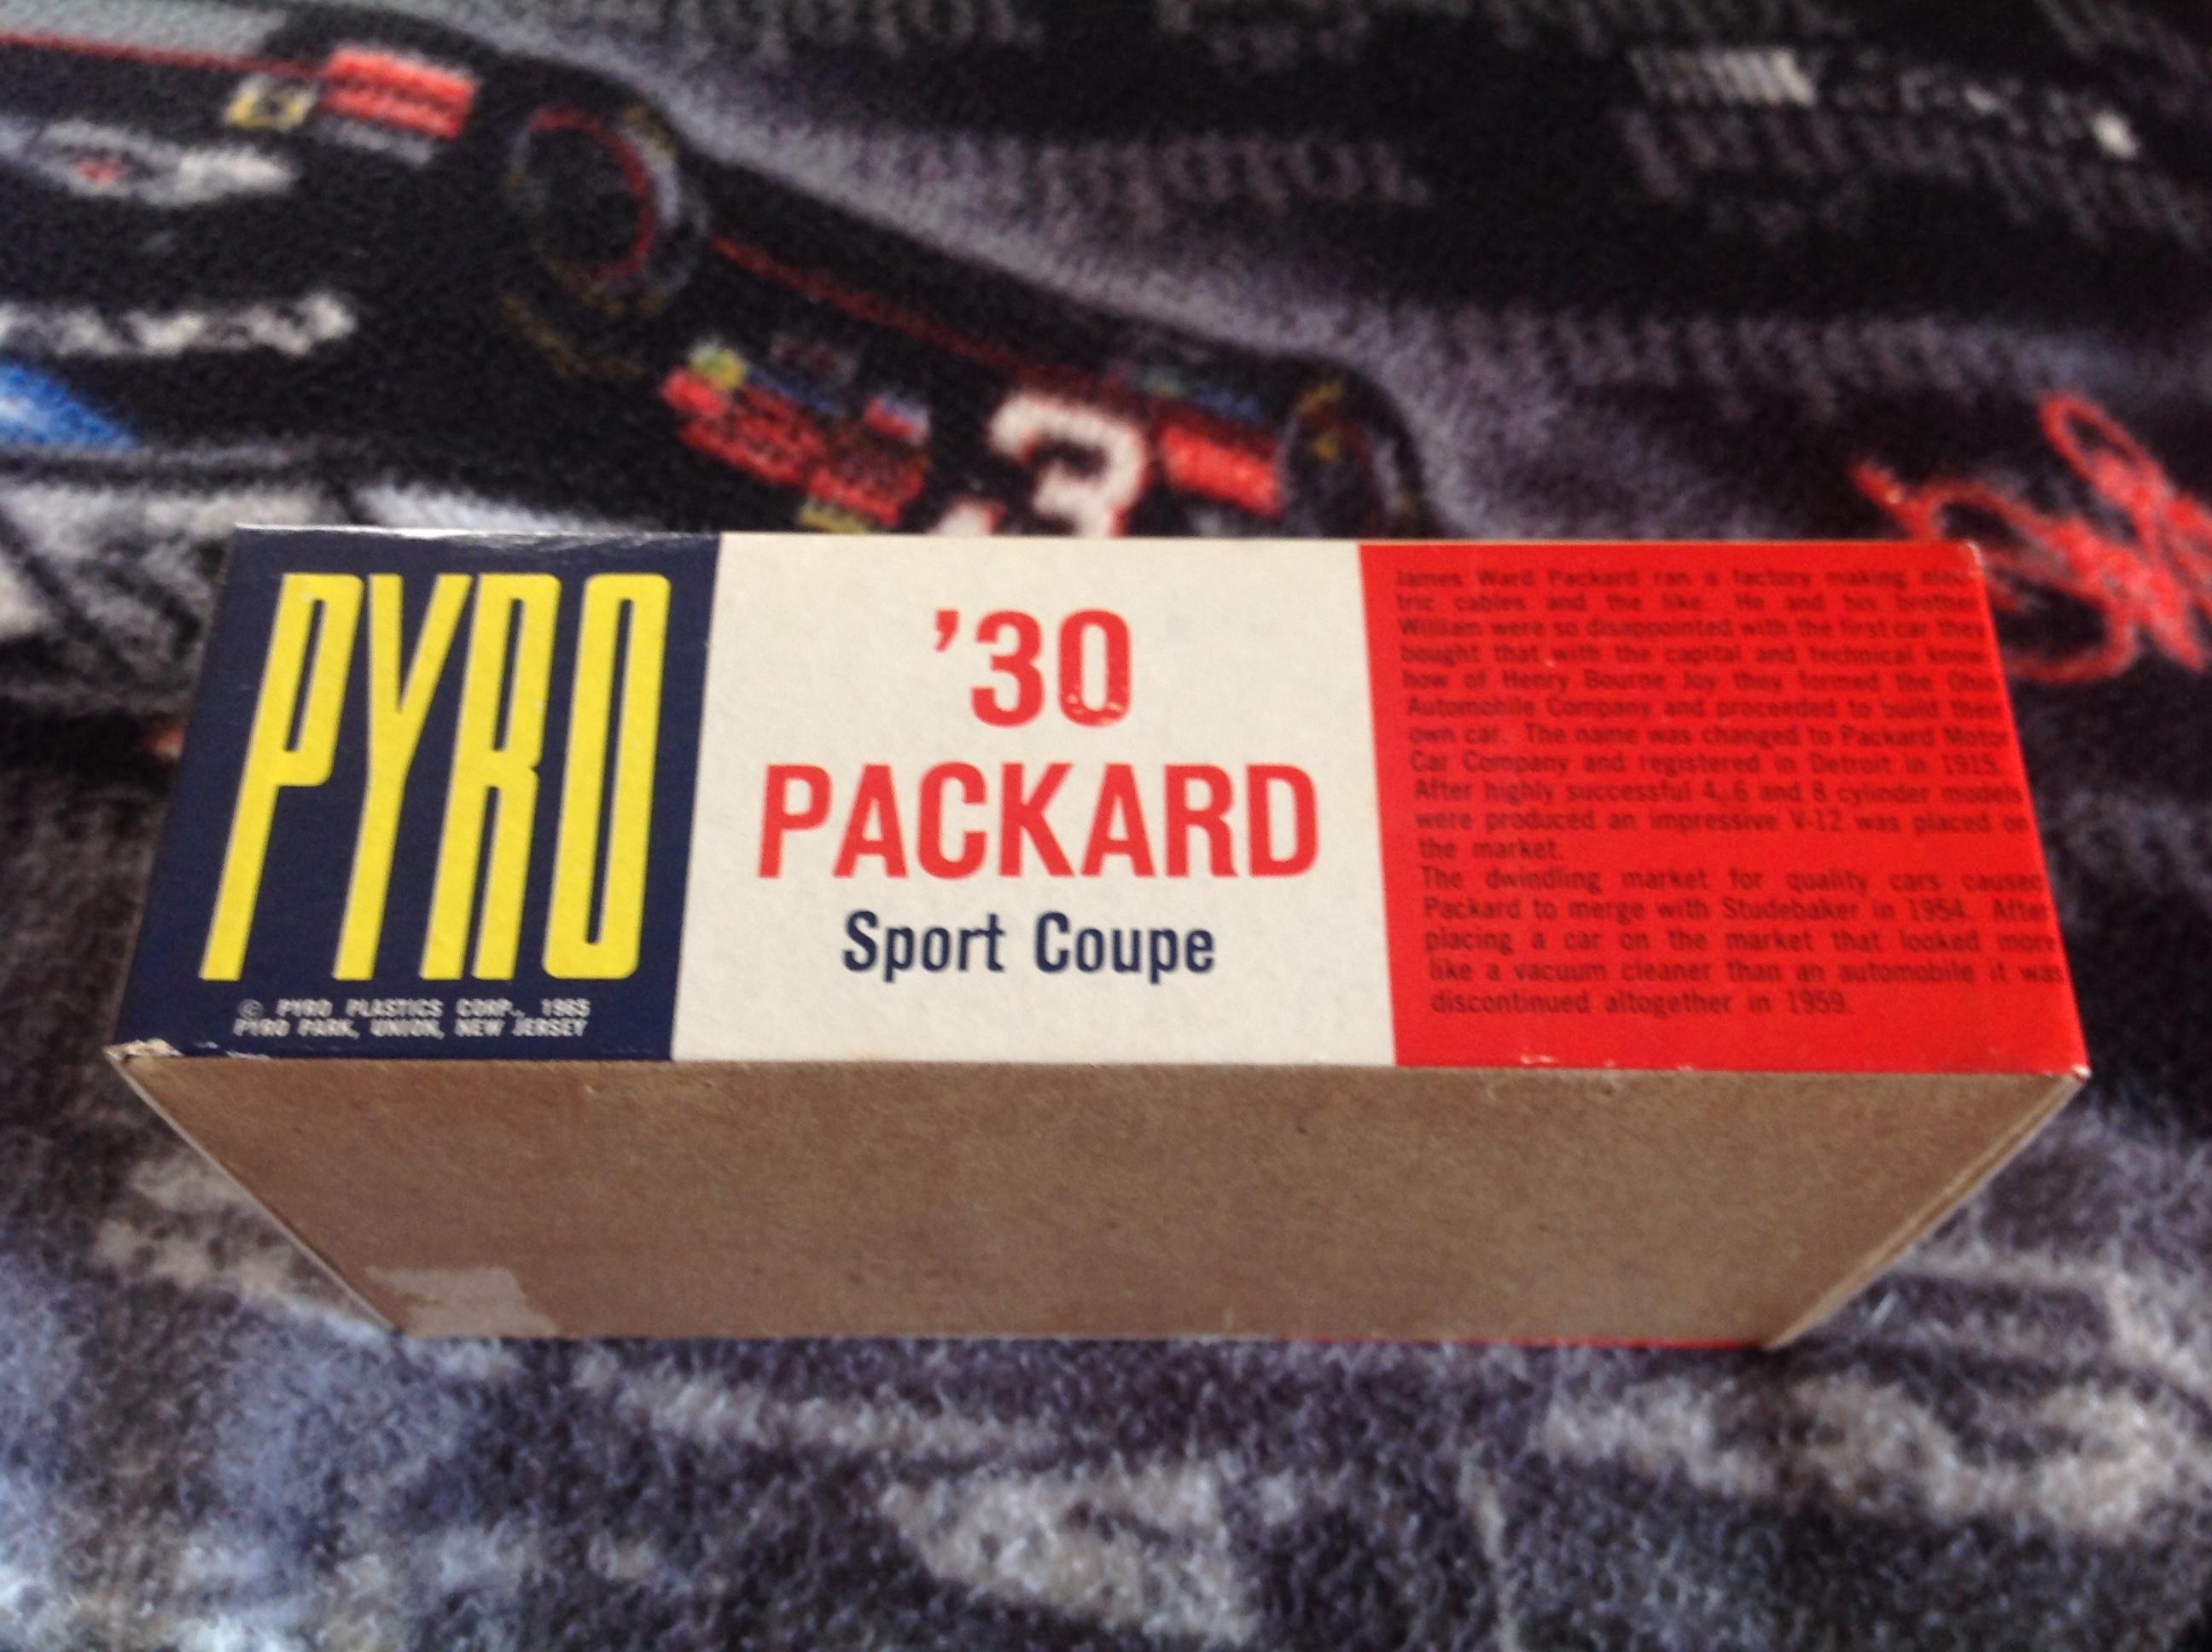 3
PYRO
© PYRO PLASTICS CORP., 1965
PYRO PARK, UNION, NEW JERSEY
'30
PACKARD
Sport Coupe
James Ward Packard ran a factory making elec-
tric cables and the like. He and his brother
William were so disappointed with the first car they
bought that with the capital and technical know-
how of Henry Bourne Joy they formed the Ohio
Automobile Company and proceeded to build their
own car. The name was changed to Packard Motor
Car Company and registered in Detroit in 1915.
After highly successful 4, 6 and 8 cylinder models
were produced an impressive V-12 was placed on
the market.
The dwindling market for quality cars caused
Packard to merge with Studebaker in 1954. After
placing a car on the market that looked more
like a vacuum cleaner than an automobile it was
discontinued altogether in 1959.